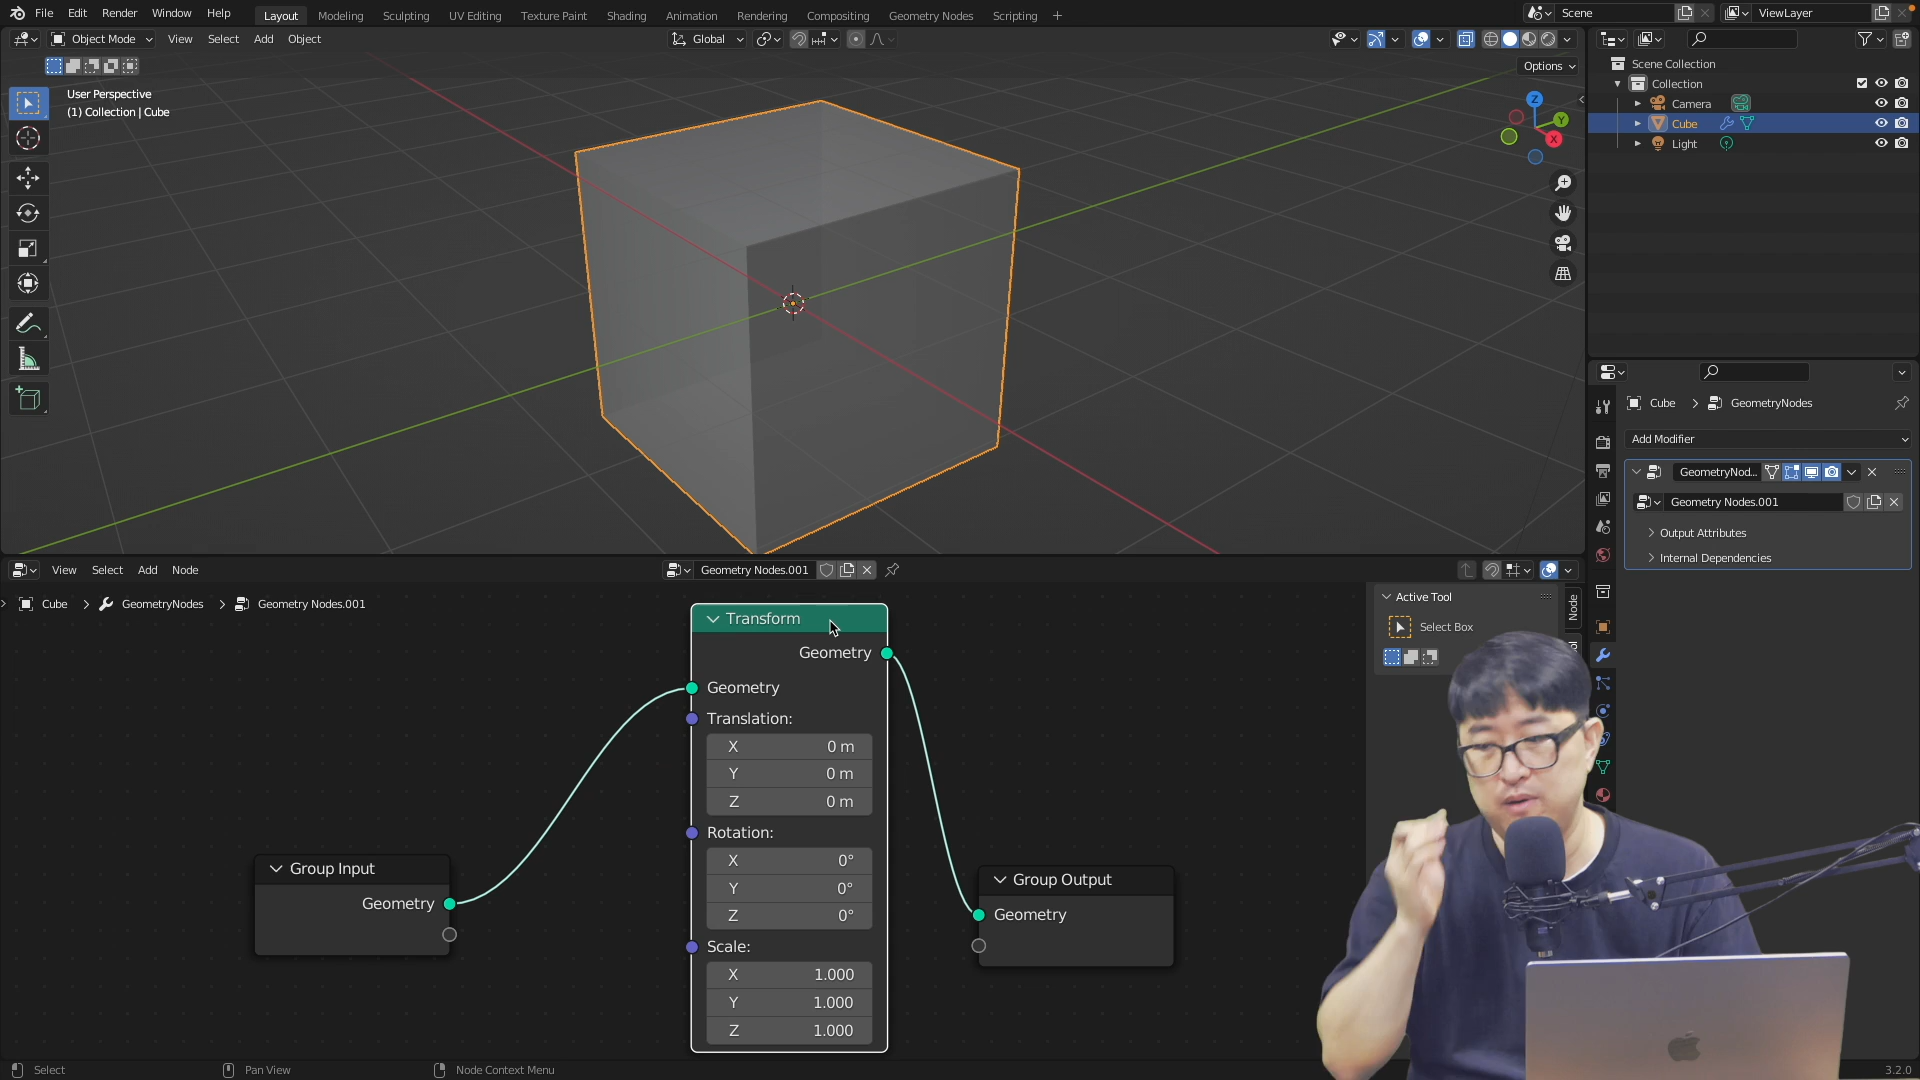 File Edit Render Window Help
Layout Modeling Sculpting UV Editing Texture Paint Shading Animation Rendering Compositing Geometry Nodes Scripting +
Scene
ViewLayer
Object Mode View Select Add Object
Global
Options
User Perspective
(1) Collection | Cube
Z
Y
X
Scene Collection
Collection
Camera
Cube
Light
Cube > GeometryNodes
Add Modifier
GeometryNod...
Geometry Nodes.001
Output Attributes
Internal Dependencies
View Select Add Node
Geometry Nodes.001
Cube > GeometryNodes > Geometry Nodes.001
Transform
Geometry
Geometry
Translation:
X 0 m
Y 0 m
Z 0 m
Rotation:
X 0°
Y 0°
Z 0°
Scale:
X 1.000
Y 1.000
Z 1.000
Group Input
Geometry
Group Output
Geometry
Active Tool
Select Box
Node
Select
Pan View
Node Context Menu
3.2.0